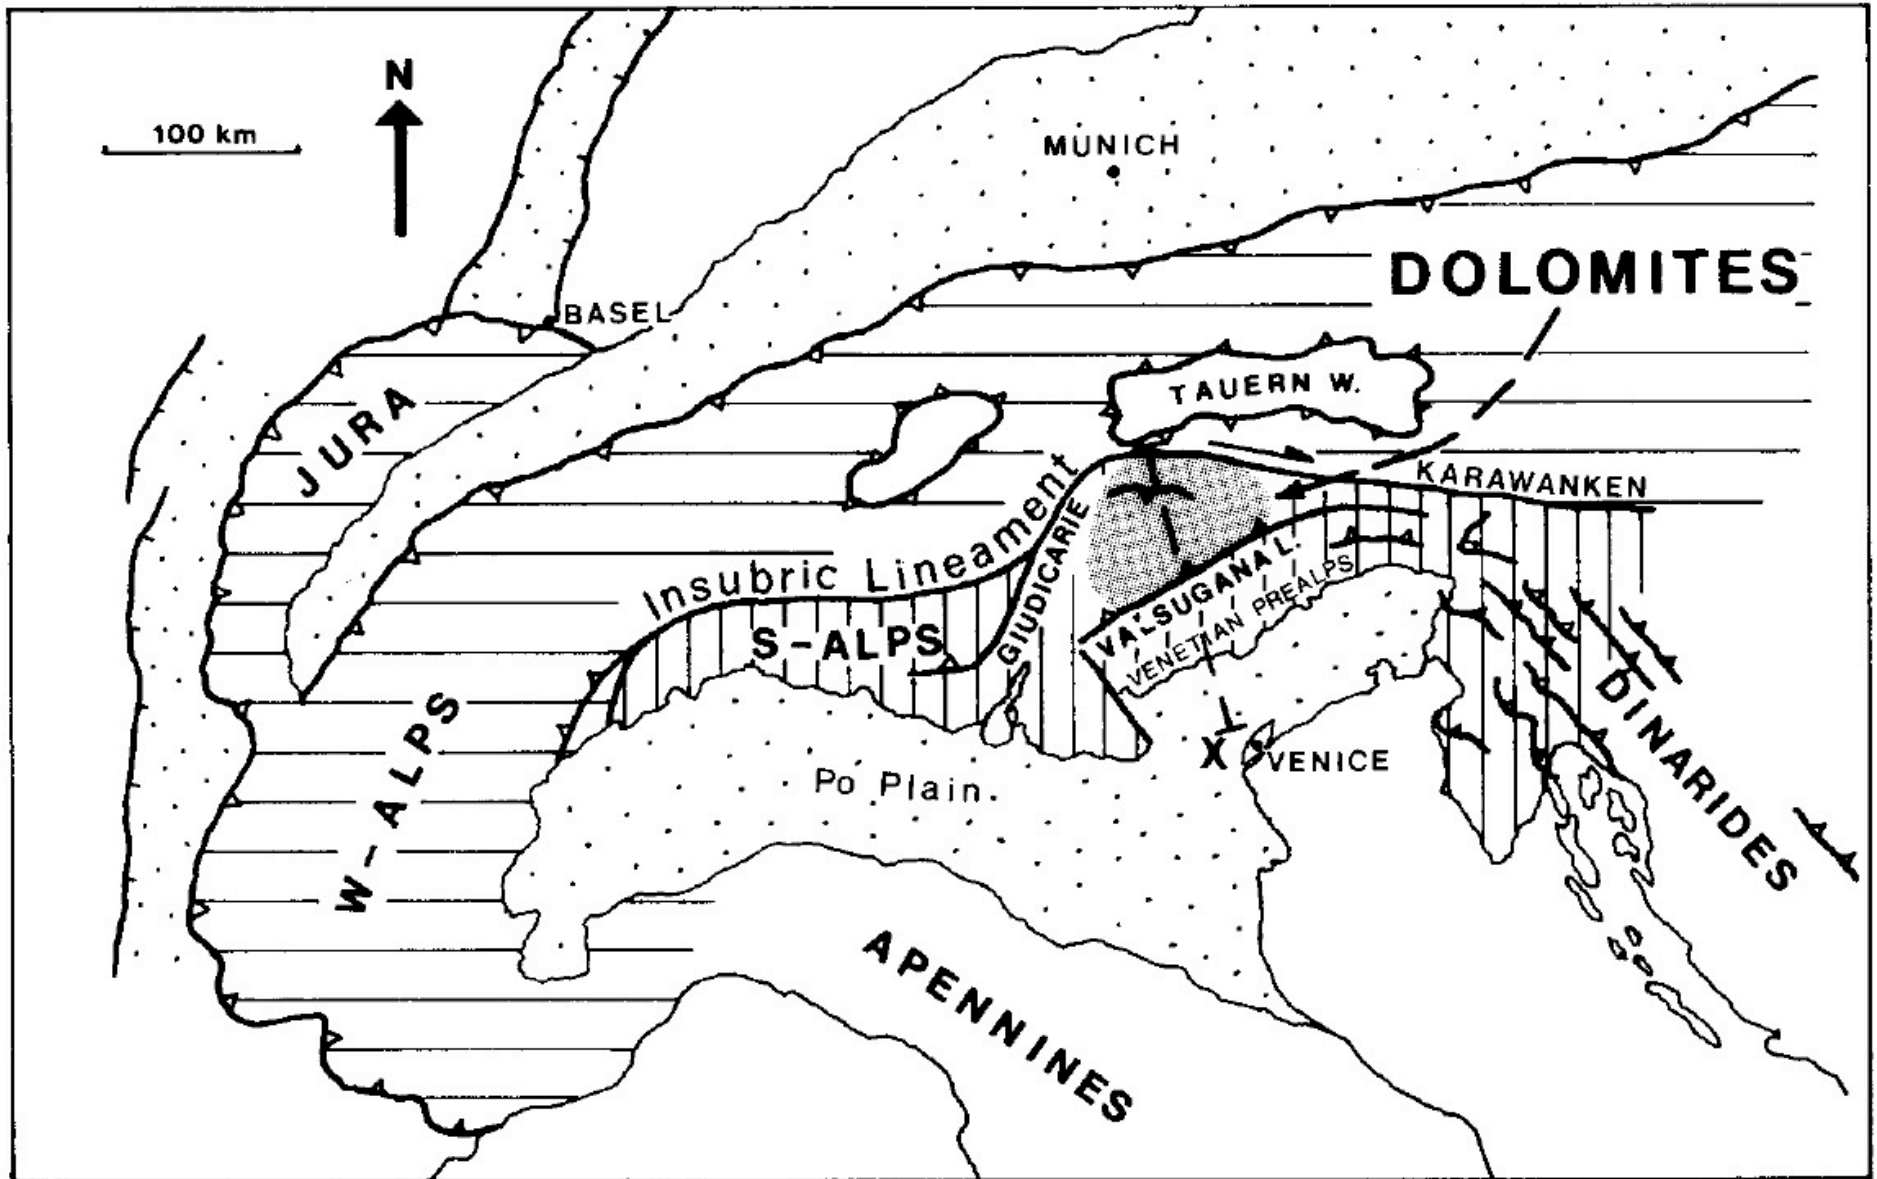 N
100 km
MUNICH
DOLOMITES
BASEL
TAUERN W.
JURA
KARAWANKEN
Insubric Lineament
GIUDICARIE
VALSUGANA L.
VENETIAN PREALPS
S-ALPS
DINARIDES
W-ALPS
X
VENICE
Po Plain
APENNINES